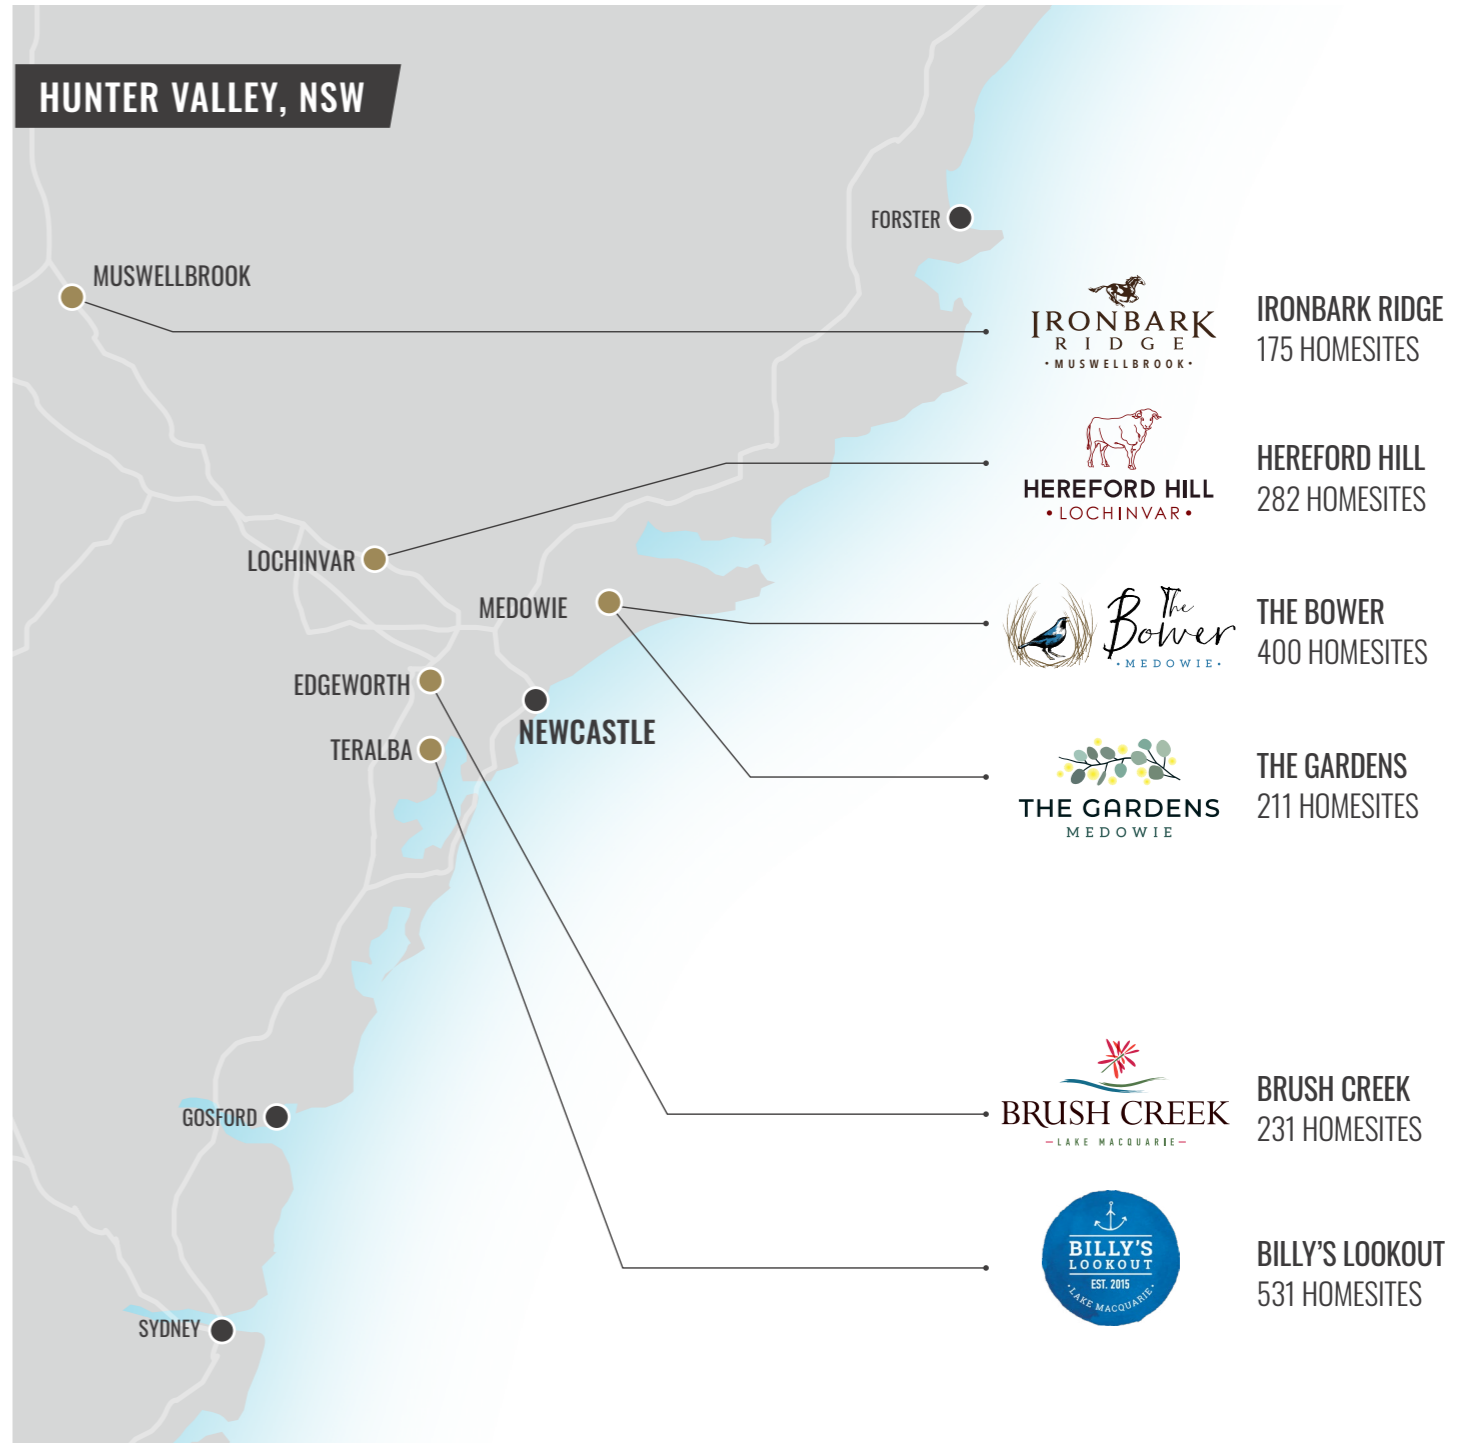 HUNTER VALLEY, NSW
FORSTER
MUSWELLBROOK
LOCHINVAR
MEDOWIE
EDGEWORTH
NEWCASTLE
TERALBA
GOSFORD
SYDNEY
IRONBARK
RIDGE
•MUSWELLBROOK•
IRONBARK RIDGE
175 HOMESITES
HEREFORD HILL
•LOCHINVAR•
HEREFORD HILL
282 HOMESITES
The
Bower
•MEDOWIE•
THE BOWER
400 HOMESITES
THE GARDENS
MEDOWIE
THE GARDENS
211 HOMESITES
BRUSH CREEK
–LAKE MACQUARIE–
BRUSH CREEK
231 HOMESITES
BILLY'S
LOOKOUT
EST. 2015
•LAKE MACQUARIE•
BILLY'S LOOKOUT
531 HOMESITES